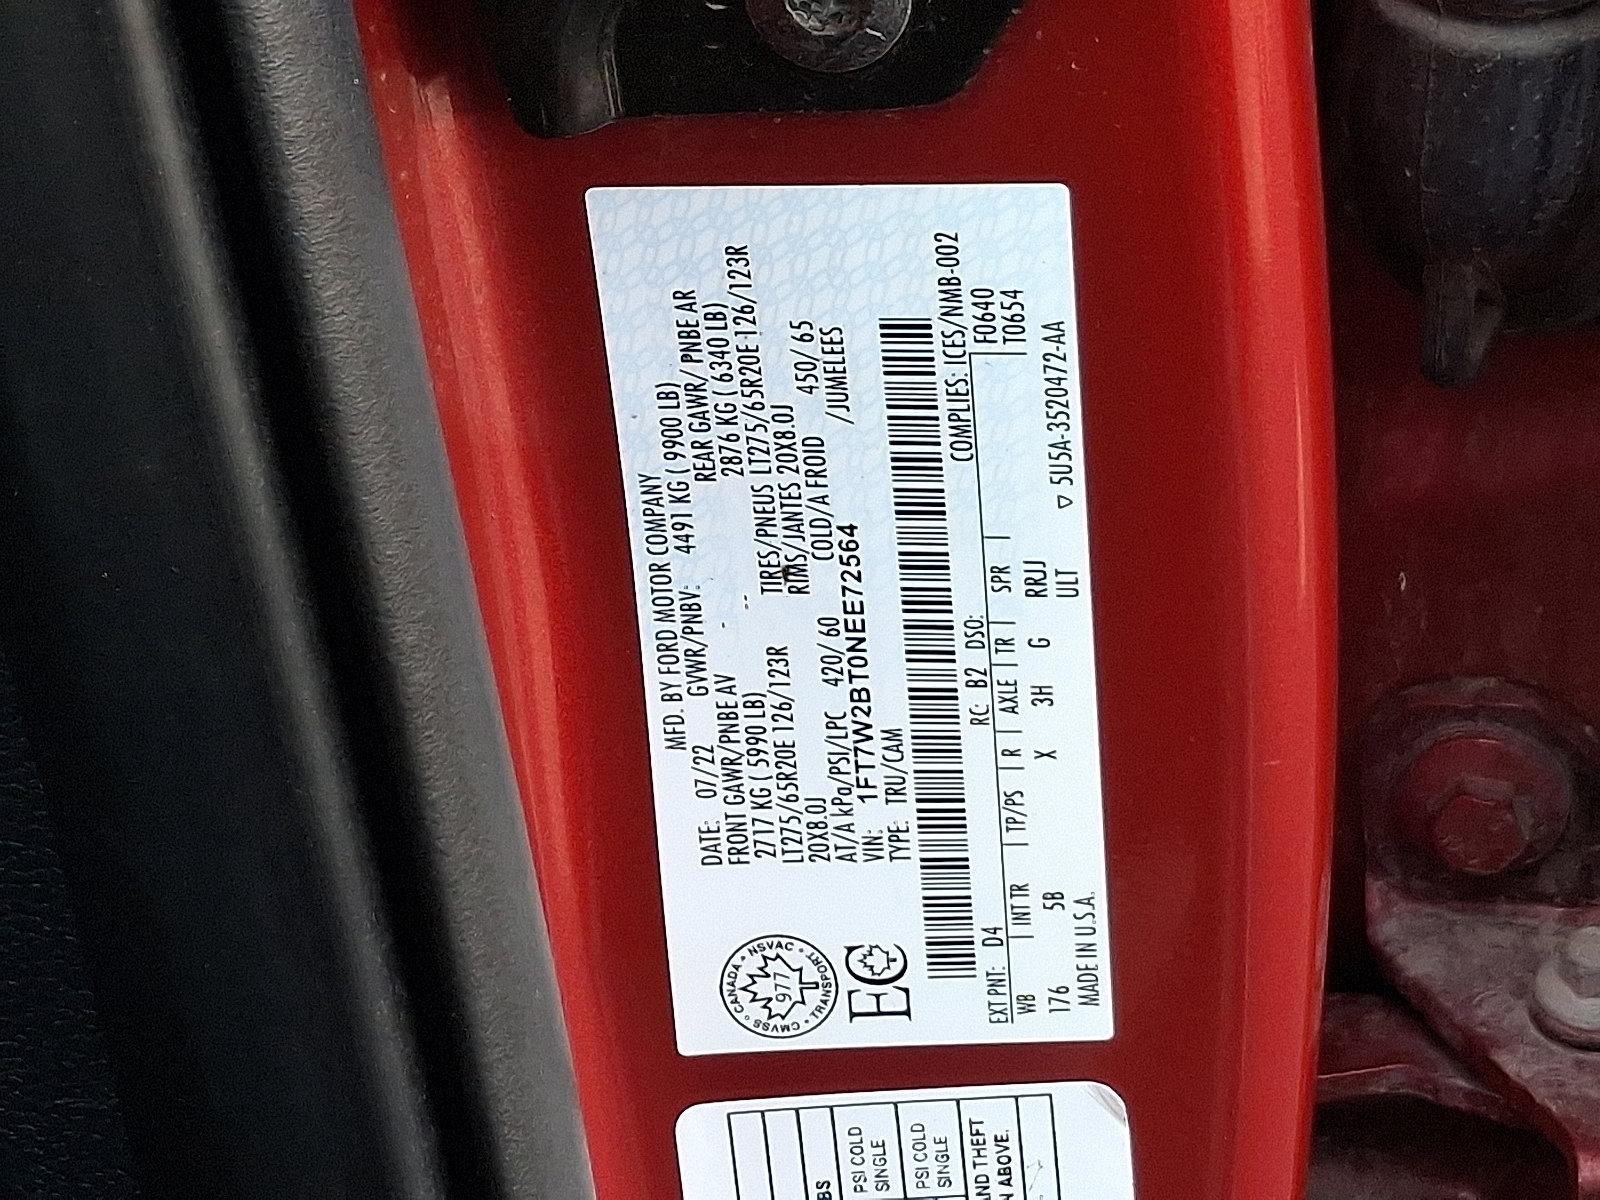 MFD. BY FORD MOTOR COMPANY
DATE: 07/22 GVWR/PNBV: 4491 KG ( 9900 LB)
FRONT GAWR/PNBE AV REAR GAWR/ PNBE AR
2717 KG ( 5990 LB) 2876 KG ( 6340 LB)
LT275/65R20E 126/123R TIRES/PNEUS LT275/65R20E 126/123R
20X8.0J RIMS/JANTES 20X8.0J
AT/A kPa/PSI/LPC 420/ 60 COLD/A FROID 450/ 65
VIN: 1FT7W2BT0NEE72564 /JUMELEES
TYPE: TRU/CAM
CANADA • NSVAC • TRANSPORT • CMVSS
977
EC
COMPLIES: ICES/NMB-002
RC: B2 DSO:
EXT PNT: D4 F0640
WB | INT TR | TP/PS | R | AXLE | TR | SPR | T0654
176 5B X 3H G RRJJ
MADE IN U.S.A. ULT ▽ 5U5A-3520472-AA
BS
PSI COLD
SINGLE
PSI COLD
SINGLE
AND THEFT
ABOVE.